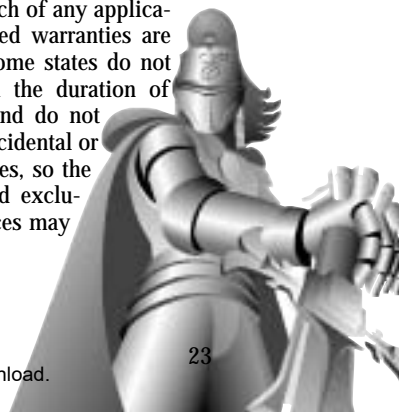 ch of any applica-
ed warranties are
ome states do not
the duration of
nd do not
cidental or
es, so the
d exclu-
ces may
23
nload.